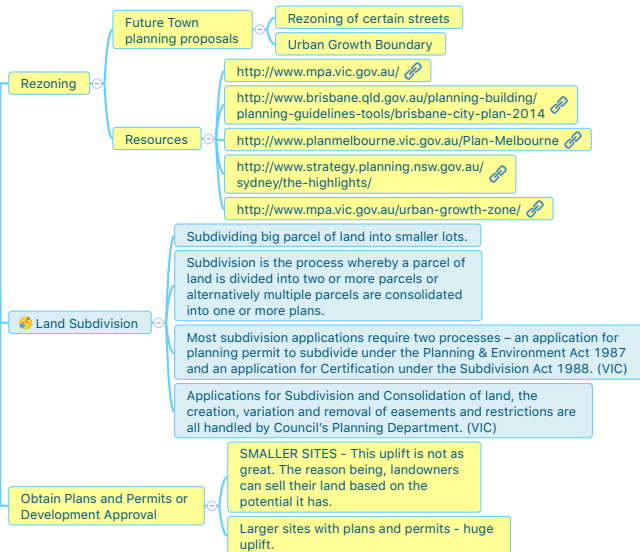 Rezoning
Future Town
planning proposals
Rezoning of certain streets
Urban Growth Boundary
Resources
http://www.mpa.vic.gov.au/
http://www.brisbane.qld.gov.au/planning-building/
planning-guidelines-tools/brisbane-city-plan-2014
http://www.planmelbourne.vic.gov.au/Plan-Melbourne
http://www.strategy.planning.nsw.gov.au/
sydney/the-highlights/
http://www.mpa.vic.gov.au/urban-growth-zone/
Land Subdivision
Subdividing big parcel of land into smaller lots.
Subdivision is the process whereby a parcel of
land is divided into two or more parcels or
alternatively multiple parcels are consolidated
into one or more plans.
Most subdivision applications require two processes – an application for
planning permit to subdivide under the Planning & Environment Act 1987
and an application for Certification under the Subdivision Act 1988. (VIC)
Applications for Subdivision and Consolidation of land, the
creation, variation and removal of easements and restrictions are
all handled by Council’s Planning Department. (VIC)
Obtain Plans and Permits or
Development Approval
SMALLER SITES - This uplift is not as
great. The reason being, landowners
can sell their land based on the
potential it has.
Larger sites with plans and permits - huge
uplift.